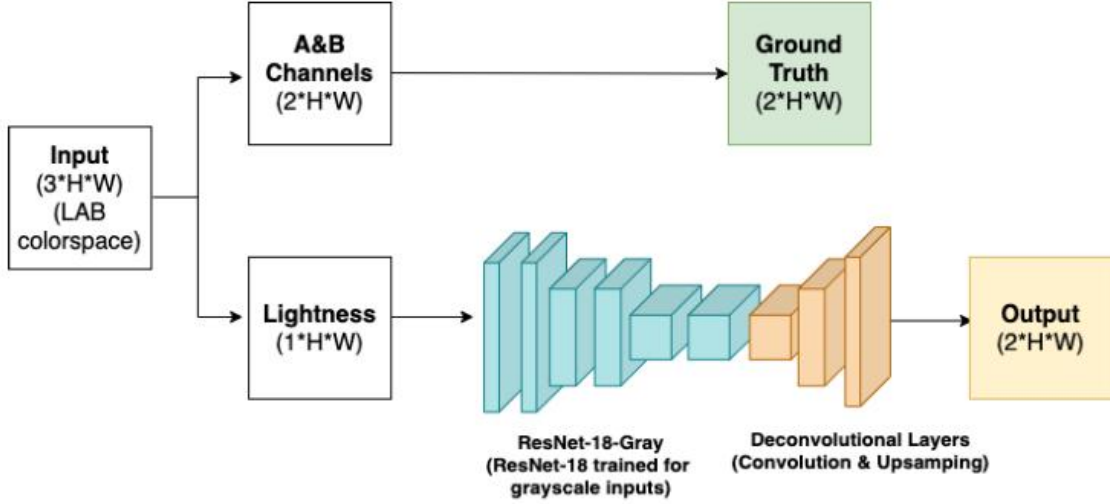 A&B
Channels
(2*H*W)
Ground
Truth
(2*H*W)
Input
(3*H*W)
(LAB
colorspace)
Lightness
(1*H*W)
Output
(2*H*W)
ResNet-18-Gray
(ResNet-18 trained for
grayscale inputs)
Deconvolutional Layers
(Convolution & Upsamping)